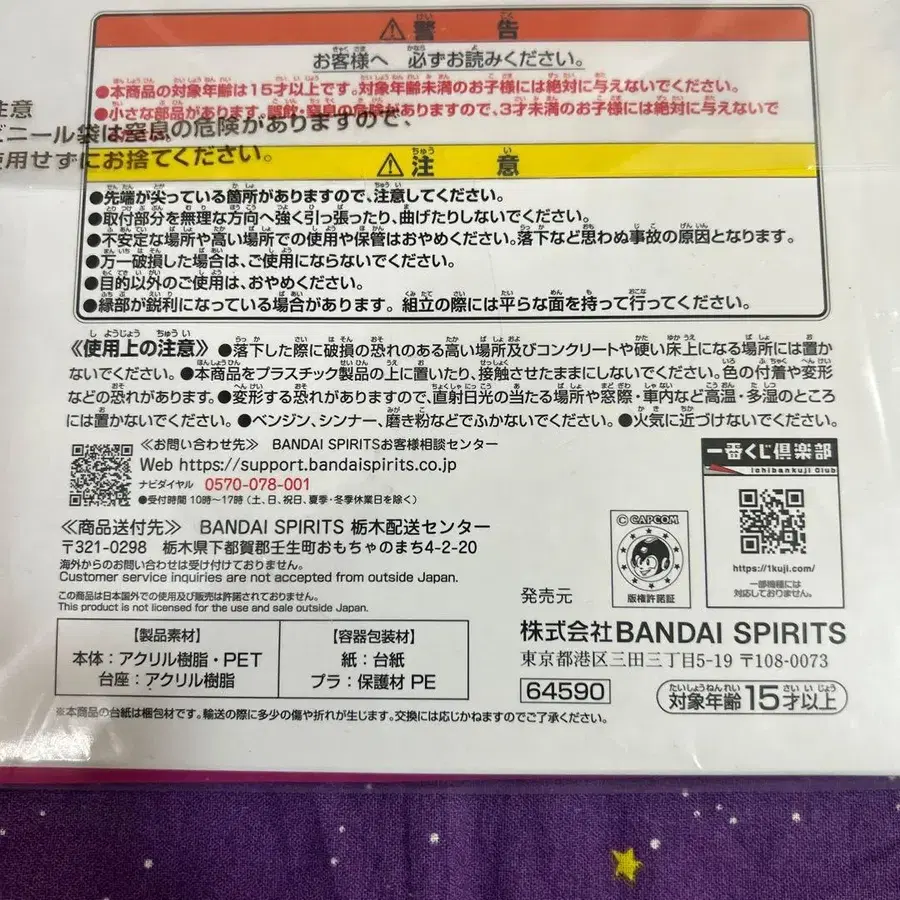 ⚠警告
お客様へ 必ずお読みください。
●本商品の対象年齢は15才以上です。対象年齢未満のお子様には絶対に与えないでください。
●小さな部品があります。誤飲・窒息の危険がありますので、3才未満のお子様には絶対に与えないで
注意
ビニール袋は窒息の危険がありますので、
使用せずにお捨てください。
⚠注意
●先端が尖っている箇所がありますので、注意してください。
●取付部分を無理な方向へ強く引っ張ったり、曲げたりしないでください。
●不安定な場所や高い場所での使用や保管はおやめください。落下など思わぬ事故の原因となります。
●万一破損した場合は、ご使用にならないでください。
●目的以外のご使用は、おやめください。
●縁部が鋭利になっている場合があります。組立の際には平らな面を持って行ってください。
《使用上の注意》●落下した際に破損の恐れのある高い場所及びコンクリートや硬い床上になる場所には置か
ないでください。●本商品をプラスチック製品の上に置いたり、接触させたままにしないでください。色の付着や変形
などの恐れがあります。●変形する恐れがありますので、直射日光の当たる場所や窓際・車内など高温・多湿のところ
には置かないでください。●ベンジン、シンナー、磨き粉などでふかないでください。●火気に近づけないでください。
≪お問い合わせ先≫ BANDAI SPIRITSお客様相談センター
Web https://support.bandaispirits.co.jp
ナビダイヤル 0570-078-001
●受付時間 10時〜17時(土、日、祝日、夏季・冬季休業日を除く)
≪商品送付先≫ BANDAI SPIRITS 栃木配送センター
〒321-0298 栃木県下都賀郡壬生町おもちゃのまち4-2-20
海外からのお問い合わせは受け付けておりません。
Customer service inquiries are not accepted from outside Japan.
この商品は日本国外での使用及び販売は許諾されておりません。
This product is not licensed for the use and sale outside Japan.
【製品素材】
本体：アクリル樹脂・PET
台座：アクリル樹脂
【容器包装材】
紙：台紙
プラ：保護材 PE
※本商品の台紙は梱包材です。輸送の際に多少の傷や折れが生じます。交換には応じかねますのでご了承ください。
一番くじ倶楽部
Ichibankuji Club
https://1kuji.com/
一部機種には
対応しておりません。
©CAPCOM
版権許諾証
発売元
株式会社BANDAI SPIRITS
東京都港区三田三丁目5-19 〒108-0073
64590
対象年齢15才以上